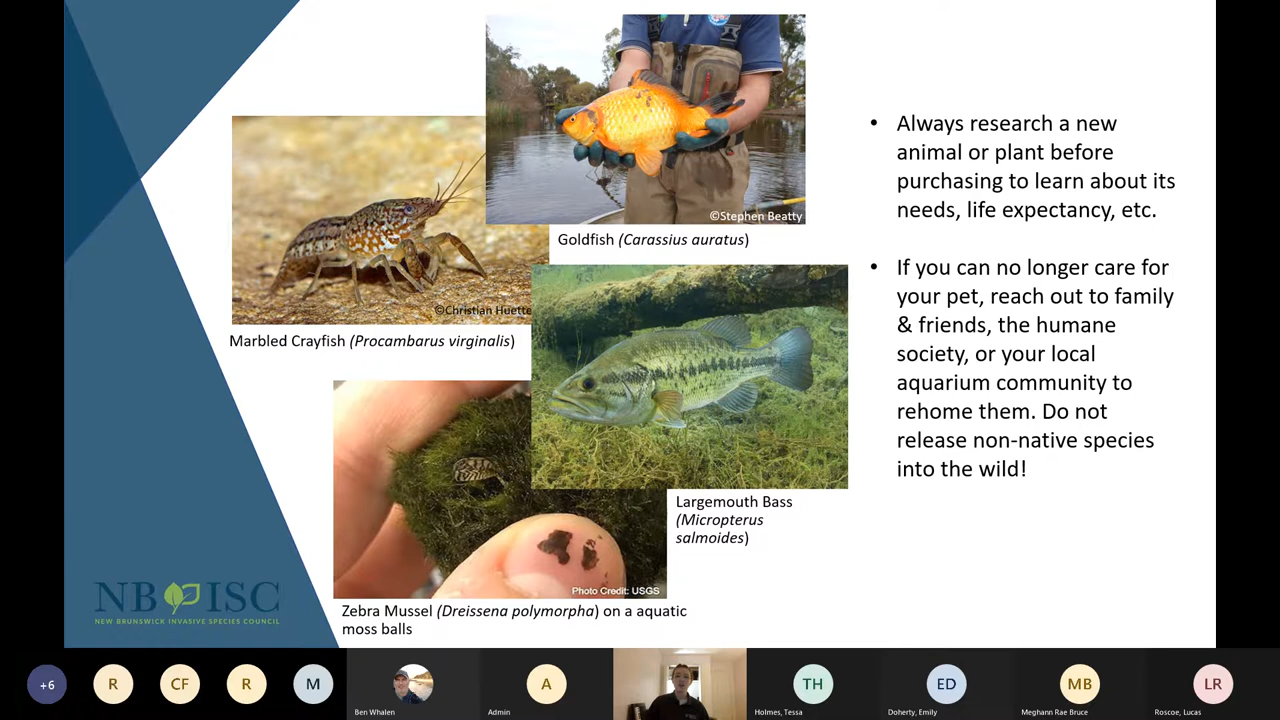 ©Stephen Beatty
Goldfish (Carassius auratus)
©Christian Huette
Marbled Crayfish (Procambarus virginalis)
Largemouth Bass
(Micropterus
salmoides)
Photo Credit: USGS
Zebra Mussel (Dreissena polymorpha) on a aquatic
moss balls
• Always research a new
animal or plant before
purchasing to learn about its
needs, life expectancy, etc.
• If you can no longer care for
your pet, reach out to family
& friends, the humane
society, or your local
aquarium community to
rehome them. Do not
release non-native species
into the wild!
NB ISC
NEW BRUNSWICK INVASIVE SPECIES COUNCIL
+6
R
CF
R
M
Ben Whalen
A
Admin
TH
Holmes, Tessa
ED
Doherty, Emily
MB
Meghann Rae Bruce
LR
Roscoe, Lucas